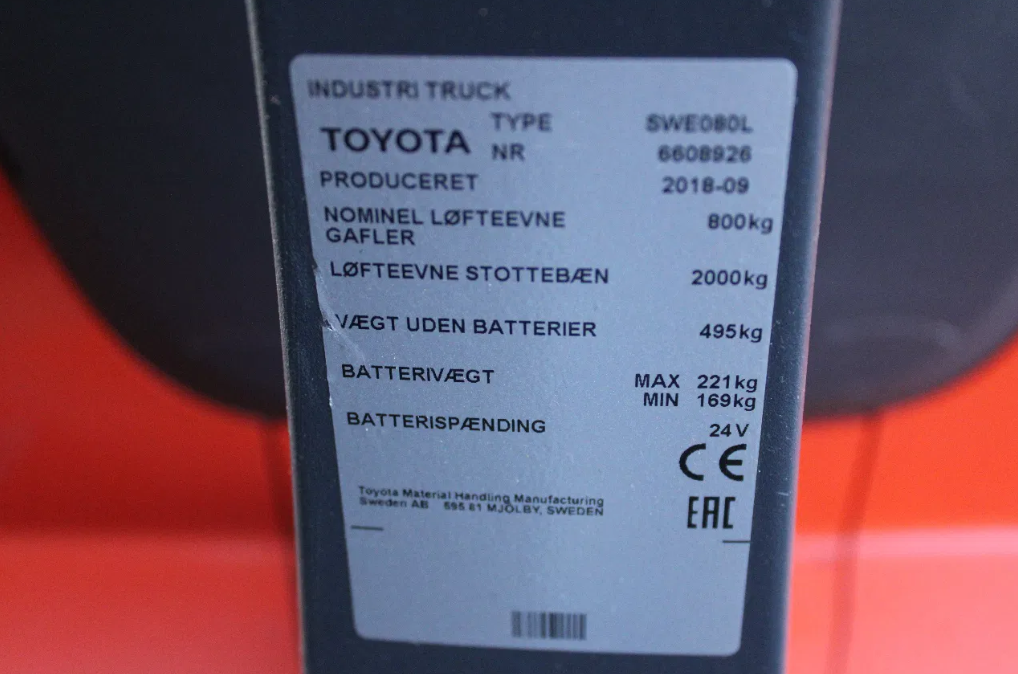 INDUSTRI TRUCK
TOYOTA TYPE SWE080L
NR 6608926
PRODUCERET 2018-09
NOMINEL LØFTEEVNE 800kg
GAFLER
LØFTEEVNE STOTTEBÆN 2000kg
VÆGT UDEN BATTERIER 495kg
BATTERIVÆGT MAX 221kg
MIN 169kg
BATTERISPÆNDING 24V
CE
Toyota Material Handling Manufacturing
Sweden AB 595 81 MJÖLBY, SWEDEN
EAC